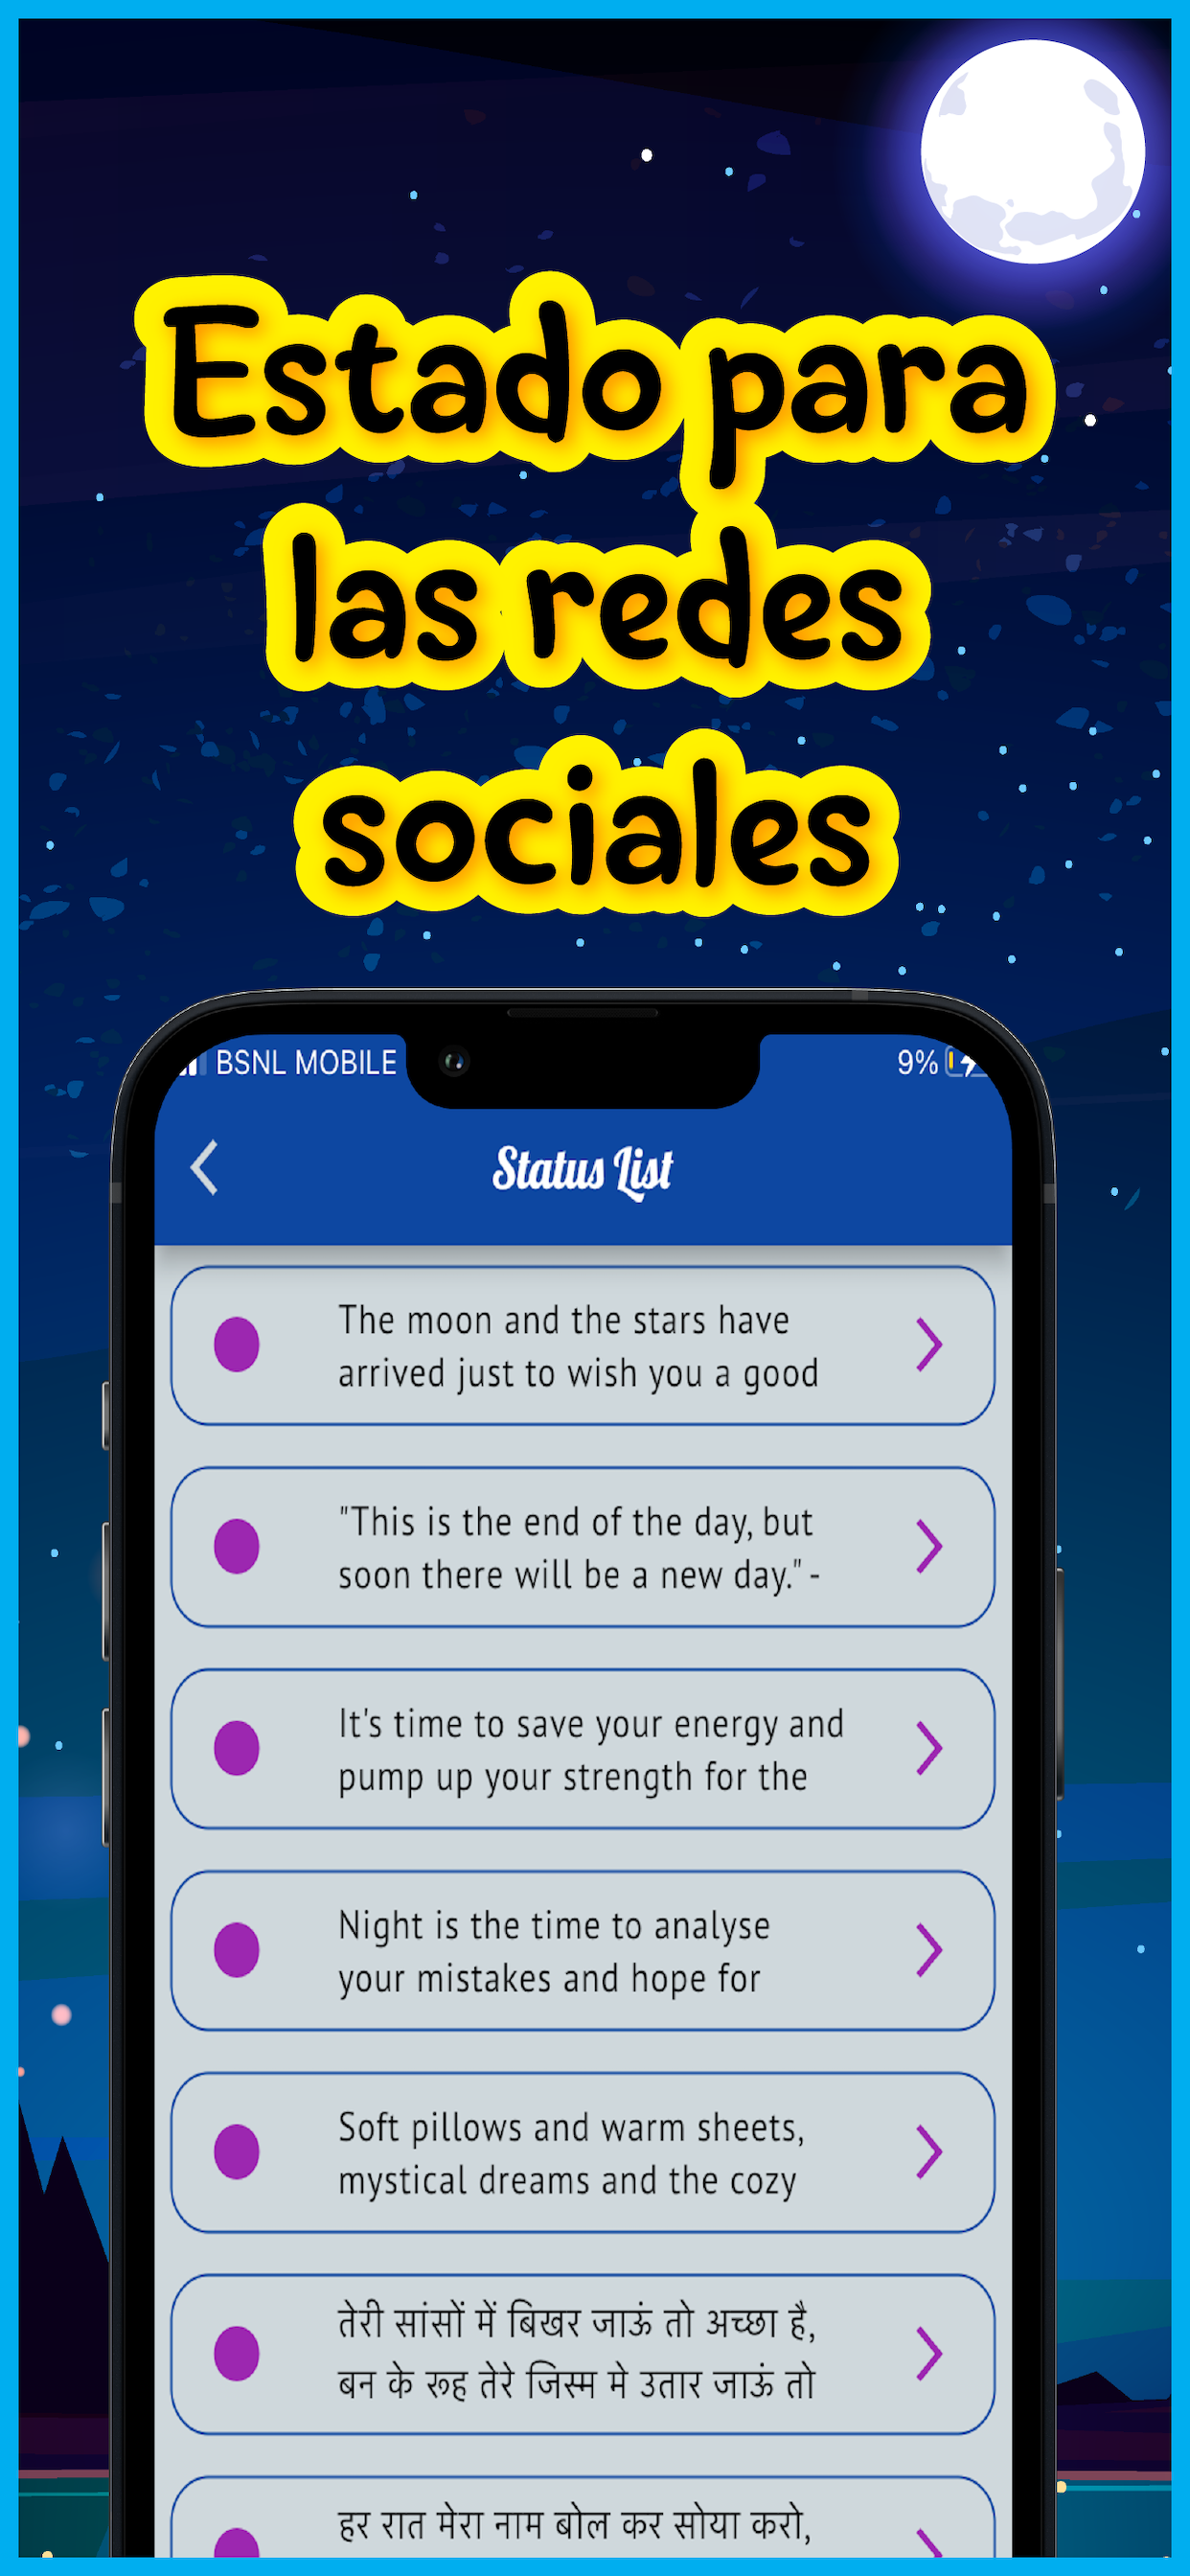 Estado para
las redes
sociales
BSNL MOBILE
9%
Status List
The moon and the stars have
arrived just to wish you a good
"This is the end of the day, but
soon there will be a new day." -
It's time to save your energy and
pump up your strength for the
Night is the time to analyse
your mistakes and hope for
Soft pillows and warm sheets,
mystical dreams and the cozy
तेरी सांसों में बिखर जाऊं तो अच्छा है,
बन के रूह तेरे जिस्म मे उतार जाऊं तो
हर रात मेरा नाम बोल कर सोया करो,